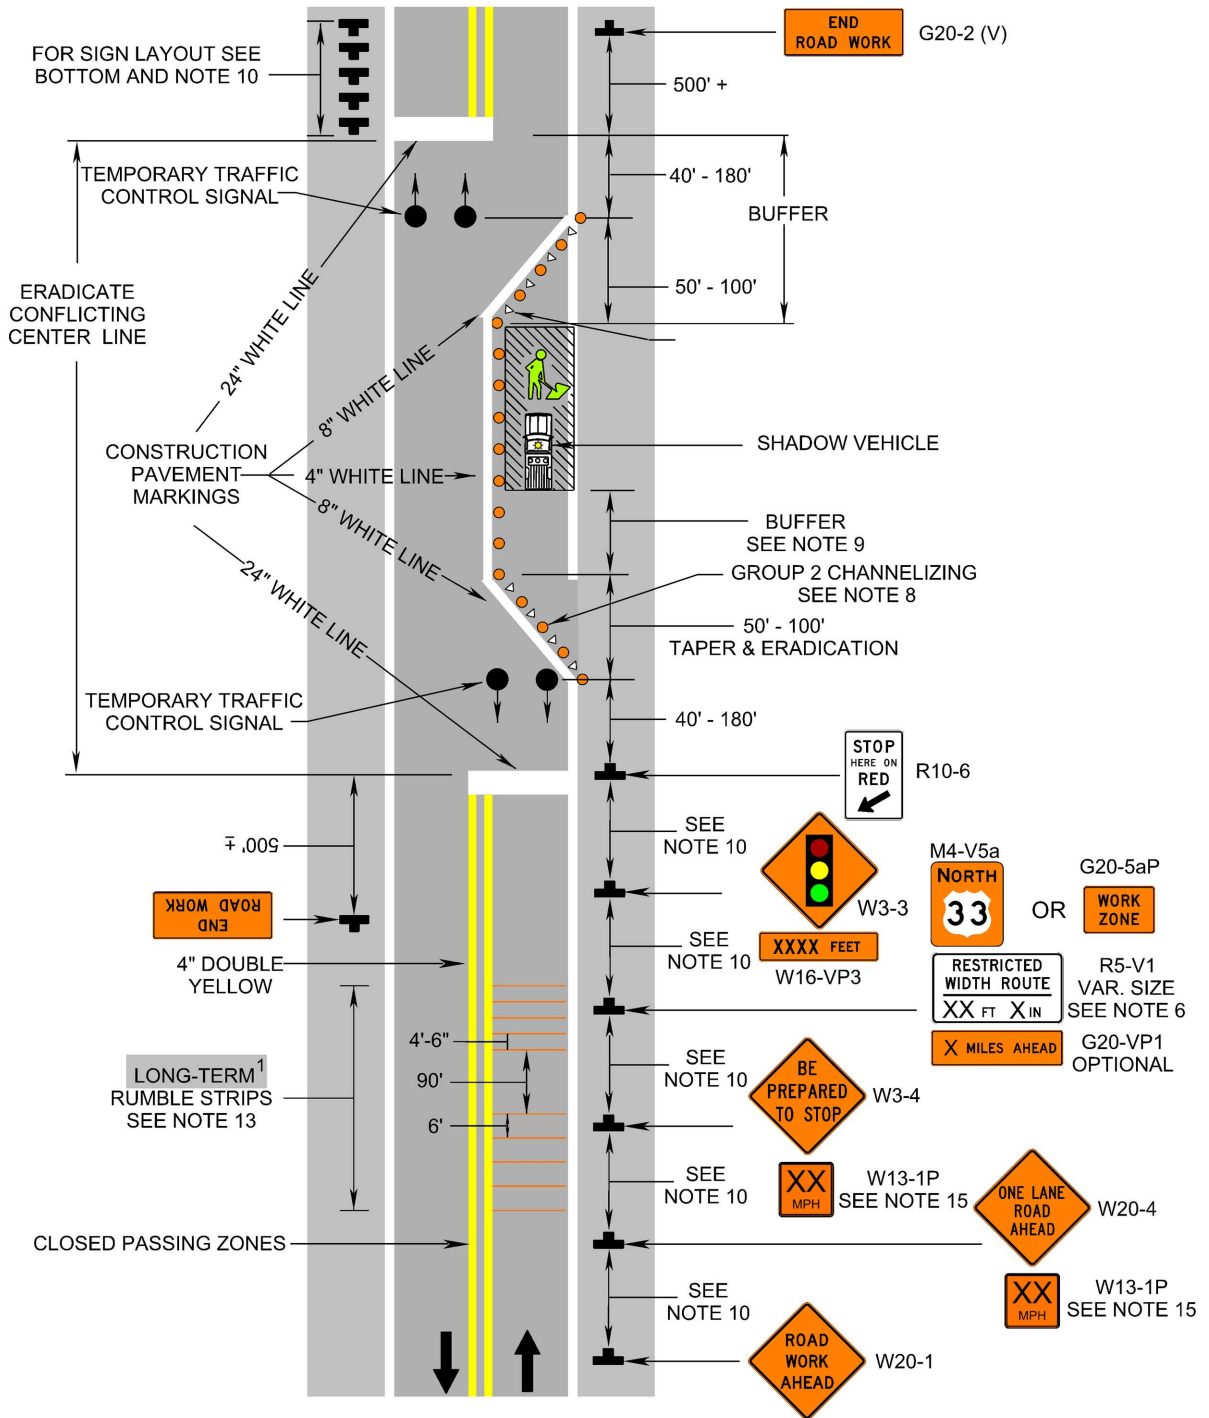 END
ROAD WORK
G20-2 (V)
FOR SIGN LAYOUT SEE
BOTTOM AND NOTE 10
500' +
TEMPORARY TRAFFIC
CONTROL SIGNAL
40' - 180'
BUFFER
50' - 100'
ERADICATE
CONFLICTING
CENTER LINE
24" WHITE LINE
8" WHITE LINE
SHADOW VEHICLE
CONSTRUCTION
PAVEMENT
MARKINGS
4" WHITE LINE
8" WHITE LINE
24" WHITE LINE
BUFFER
SEE NOTE 9
GROUP 2 CHANNELIZING
SEE NOTE 8
50' - 100'
TAPER & ERADICATION
TEMPORARY TRAFFIC
CONTROL SIGNAL
40' - 180'
STOP
HERE ON
RED
R10-6
500' ±
SEE
NOTE 10
W3-3
XXXX FEET
W16-VP3
M4-V5a
NORTH
33
OR
G20-5aP
WORK
ZONE
END
ROAD WORK
SEE
NOTE 10
4" DOUBLE
YELLOW
RESTRICTED
WIDTH ROUTE
XX FT X IN
R5-V1
VAR. SIZE
SEE NOTE 6
X MILES AHEAD
G20-VP1
OPTIONAL
4'-6"
90'
6'
LONG-TERM1
RUMBLE STRIPS
SEE NOTE 13
SEE
NOTE 10
BE
PREPARED
TO STOP
W3-4
XX
MPH
W13-1P
SEE NOTE 15
SEE
NOTE 10
ONE LANE
ROAD
AHEAD
W20-4
XX
MPH
W13-1P
SEE NOTE 15
CLOSED PASSING ZONES
SEE
NOTE 10
ROAD
WORK
AHEAD
W20-1